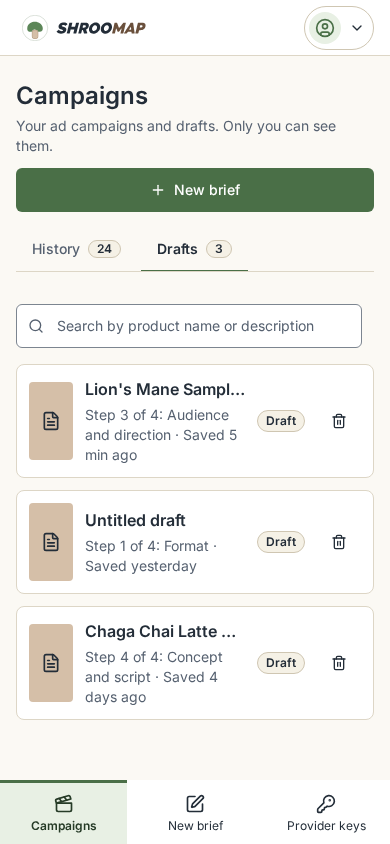 SHROOMAP
Campaigns
Your ad campaigns and drafts. Only you can see
them.
New brief
History 24 Drafts 3
Search by product name or description
Lion's Mane Sampl...
Step 3 of 4: Audience
and direction · Saved 5
min ago
Draft
Untitled draft
Step 1 of 4: Format ·
Saved yesterday
Draft
Chaga Chai Latte ...
Step 4 of 4: Concept
and script · Saved 4
days ago
Draft
Campaigns New brief Provider keys